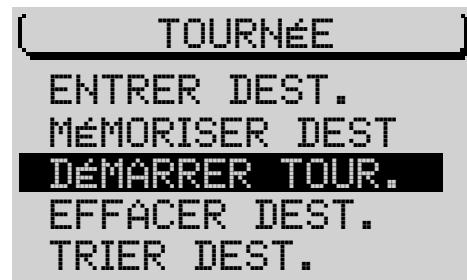 TOURNéE
ENTRER DEST.
MéMORISER DEST
DéMARRER TOUR.
EFFACER DEST.
TRIER DEST.